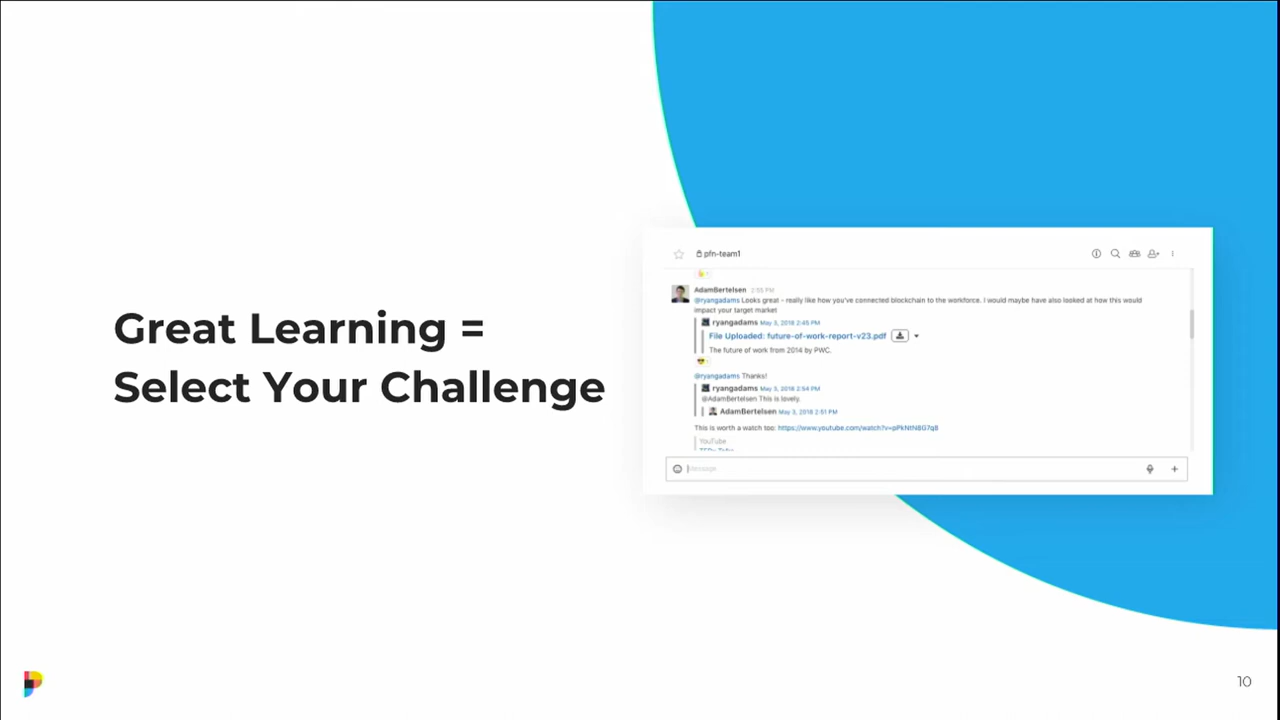 Great Learning =
Select Your Challenge
pfn-team1
AdamBertelsen 2:55 PM
@ryangadams Looks great - really like how you've connected blockchain to the workforce. I would maybe have also looked at how this would
impact your target market
ryangadams May 3, 2018 2:45 PM
File Uploaded: future-of-work-report-v23.pdf
The future of work from 2014 by PWC.
@ryangadams Thanks!
ryangadams May 3, 2018 2:54 PM
@AdamBertelsen This is lovely.
AdamBertelsen May 3, 2018 2:51 PM
This is worth a watch too:
YouTube
Message
10